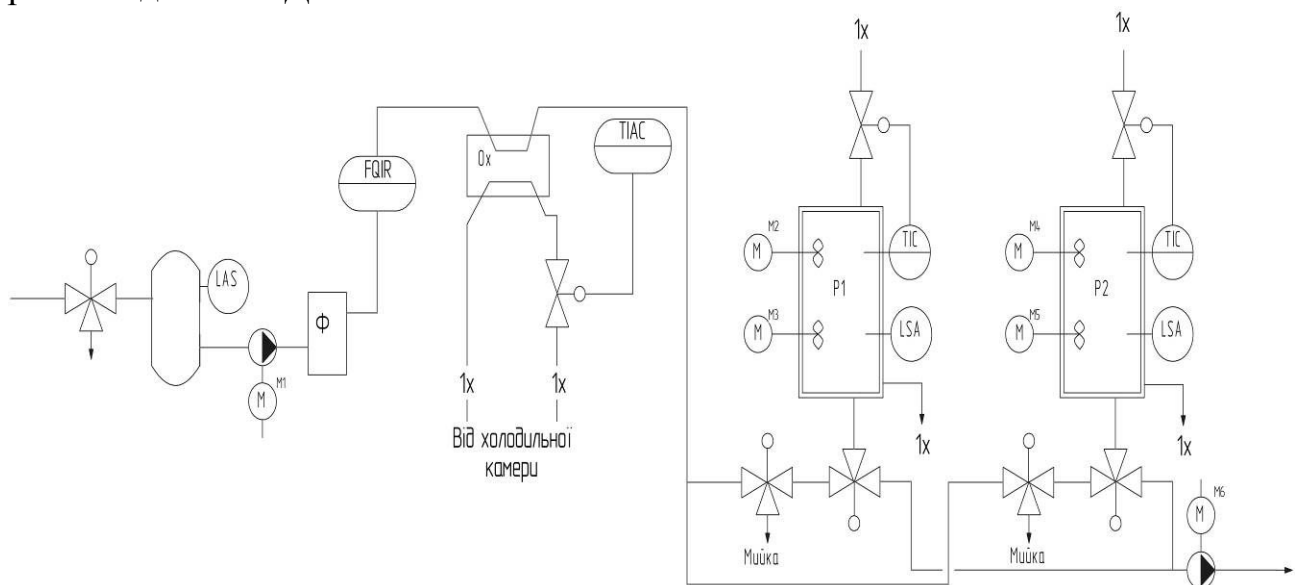 1х
1х
TIAC
Ох
FQIR
M2
M
TIC
M4
M
TIC
LAS
P1
P2
Ф
M3
M
LSA
M5
M
LSA
M1
M
1х
1х
Від холодильної
камери
1х
1х
M6
M
Мийка
Мийка